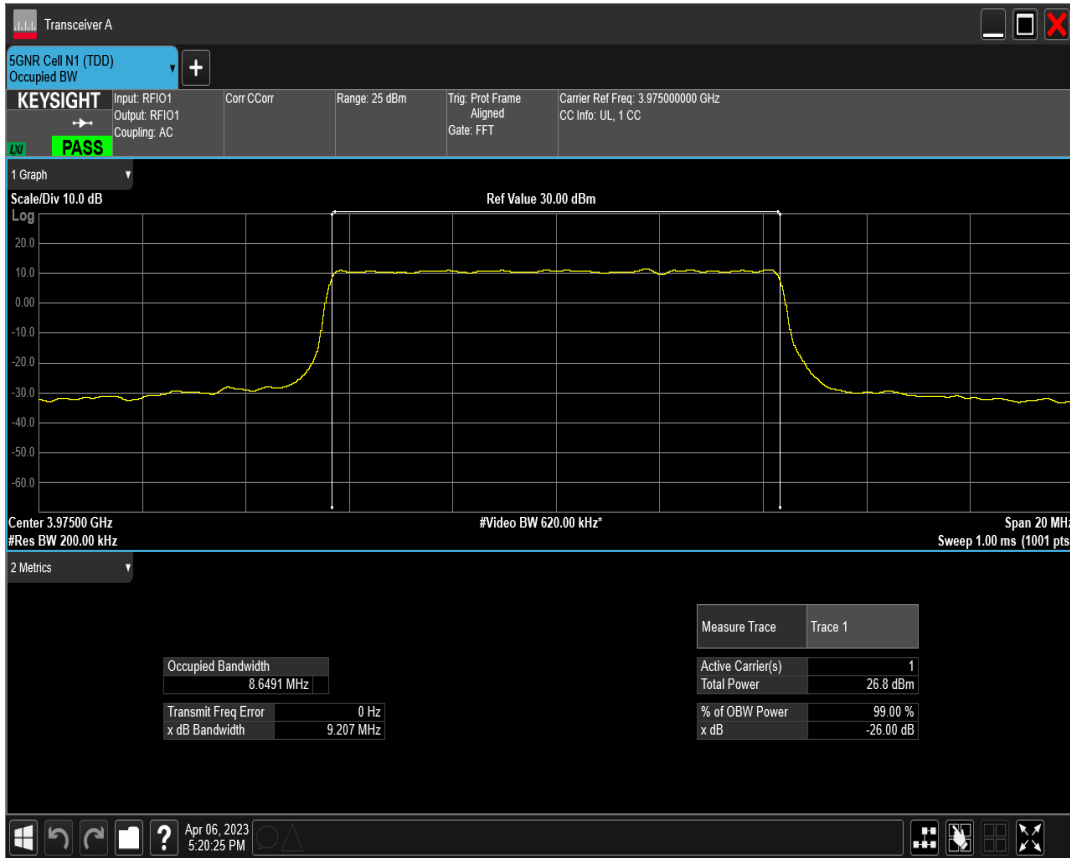 Transceiver A
5GNR Cell N1 (TDD)
Occupied BW
+
KEYSIGHT
Input: RFIO1
Output: RFIO1
Coupling: AC
Corr CCorr
Range: 25 dBm
Trig: Prot Frame
Aligned
Gate: FFT
Carrier Ref Freq: 3.975000000 GHz
CC Info: UL, 1 CC
LXI
PASS
1 Graph
Scale/Div 10.0 dB
Ref Value 30.00 dBm
Log
20.0
10.0
0.00
-10.0
-20.0
-30.0
-40.0
-50.0
-60.0
Center 3.97500 GHz
#Video BW 620.00 kHz*
Span 20 MHz
#Res BW 200.00 kHz
Sweep 1.00 ms (1001 pts
2 Metrics
Measure Trace Trace 1
Occupied Bandwidth
8.6491 MHz
Active Carrier(s) 1
Total Power 26.8 dBm
Transmit Freq Error 0 Hz
x dB Bandwidth 9.207 MHz
% of OBW Power 99.00 %
x dB -26.00 dB
?
Apr 06, 2023
5:20:25 PM